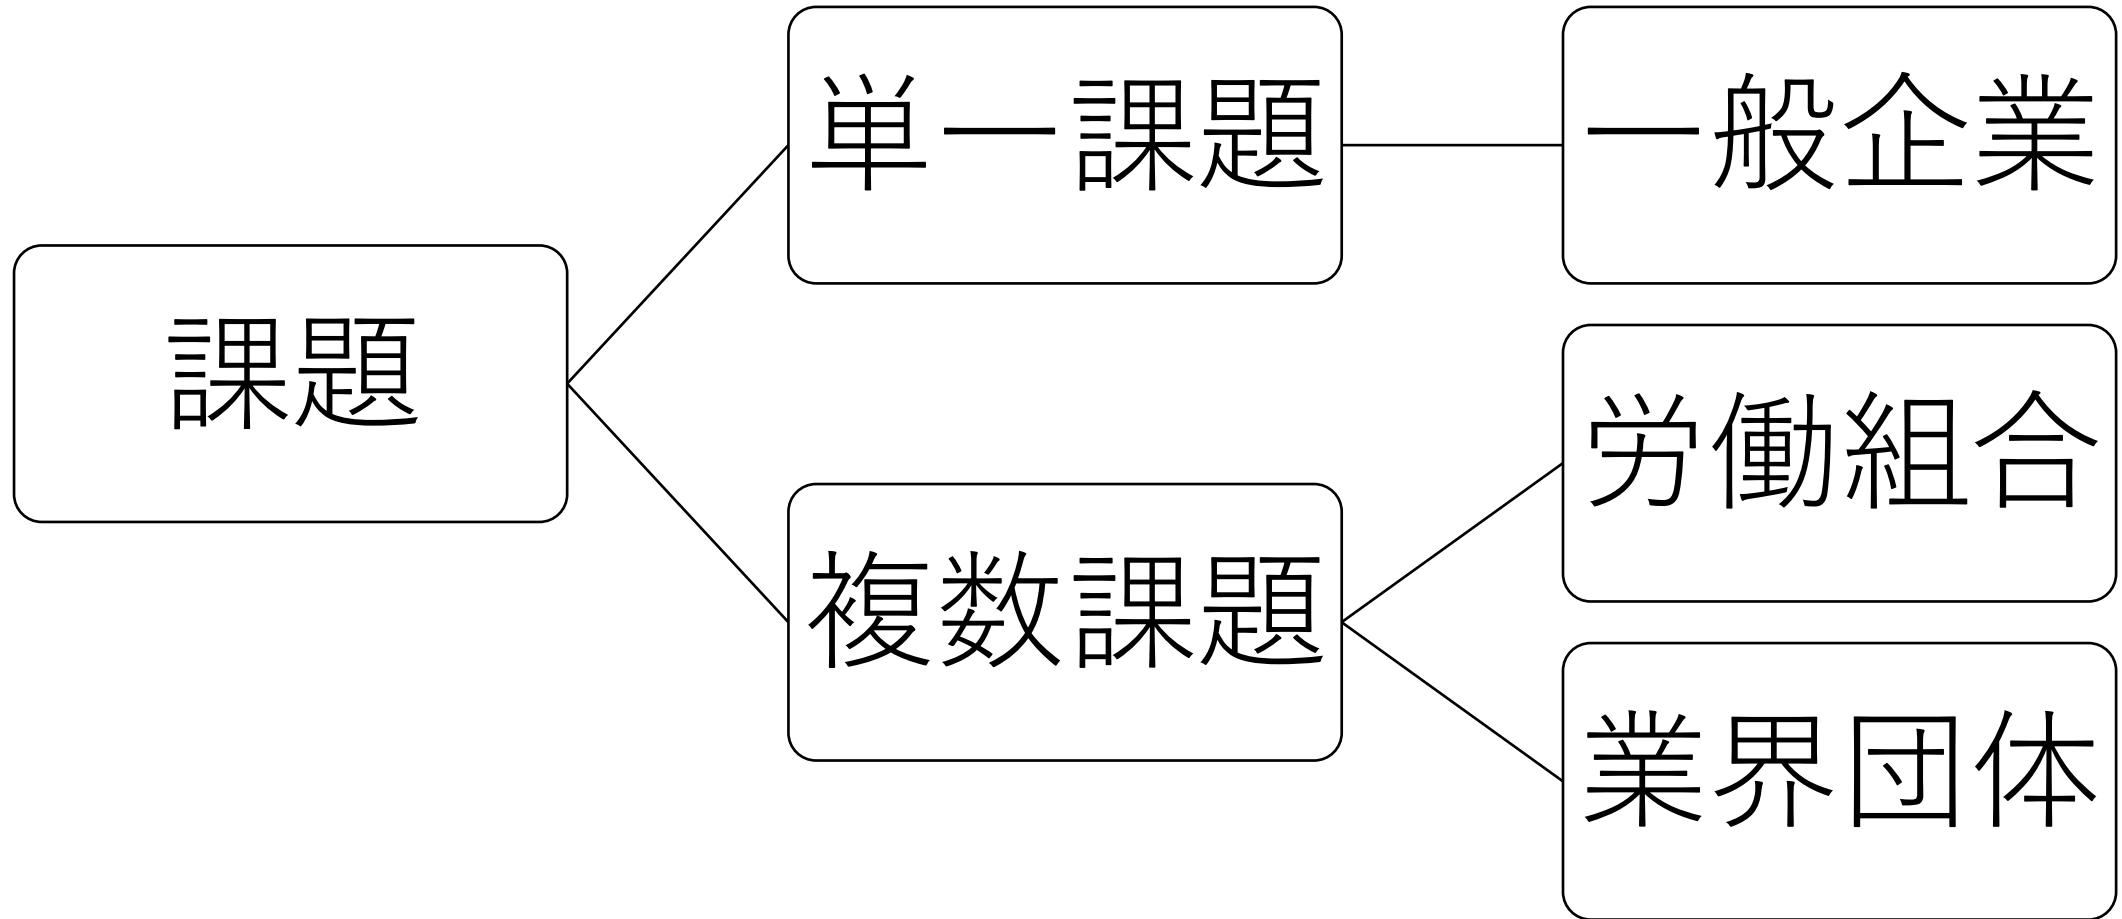 課題
単一課題
一般企業
複数課題
労働組合
業界団体